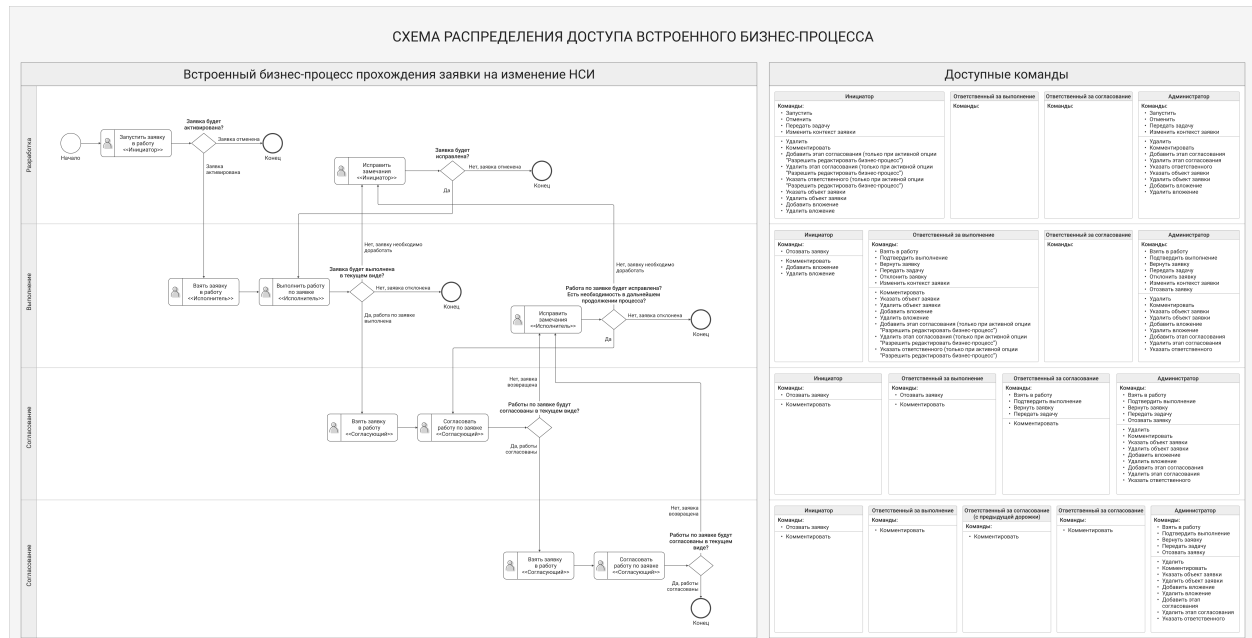 СХЕМА РАСПРЕДЕЛЕНИЯ ДОСТУПА ВСТРОЕННОГО БИЗНЕС-ПРОЦЕССА
Встроенный бизнес-процесс прохождения заявки на изменение НСИ
Разработка
Начало
Запустить заявку
в работу
<<Инициатор>>
Заявка будет
активирована?
Заявка отменена
Конец
Заявка
активирована
Исправить
замечания
<<Инициатор>>
Заявка будет
исправлена?
Нет, заявка отменена
Конец
Да
Выполнение
Взять заявку
в работу
<<Исполнитель>>
Выполнить работу
по заявке
<<Исполнитель>>
Нет, заявку необходимо
доработать
Заявка будет выполнена
в текущем виде?
Нет, заявка отклонена
Конец
Да, работа по заявке
выполнена
Исправить
замечания
<<Исполнитель>>
Нет, заявку необходимо
доработать
Работа по заявке будет исправлена?
Есть необходимость в дальнейшем
продолжении процесса?
Нет, заявка отклонена
Конец
Да
Согласование
Взять заявку
в работу
<<Согласующий>>
Согласовать
работу по заявке
<<Согласующий>>
Нет, заявка
возвращена
Работы по заявке будут
согласованы в текущем виде?
Да, работы
согласованы
Согласование
Взять заявку
в работу
<<Согласующий>>
Согласовать
работу по заявке
<<Согласующий>>
Нет, заявка
возвращена
Работы по заявке будут
согласованы в текущем
виде?
Да, работы
согласованы
Конец
Доступные команды
Инициатор
Команды:
• Запустить
• Отменить
• Передать задачу
• Изменить контекст заявки
• Удалить
• Комментировать
• Добавить этап согласования (только при активной опции
"Разрешить редактировать бизнес-процесс")
• Удалить этап согласования (только при активной опции
"Разрешить редактировать бизнес-процесс")
• Указать ответственного (только при активной опции
"Разрешить редактировать бизнес-процесс")
• Указать объект заявки
• Удалить объект заявки
• Добавить вложение
• Удалить вложение
Ответственный за выполнение
Команды:
Ответственный за согласование
Команды:
Администратор
Команды:
• Запустить
• Отменить
• Передать задачу
• Изменить контекст заявки
• Удалить
• Комментировать
• Добавить этап согласования
• Удалить этап согласования
• Указать ответственного
• Указать объект заявки
• Удалить объект заявки
• Добавить вложение
• Удалить вложение
Инициатор
Команды:
• Отозвать заявку
• Комментировать
• Добавить вложение
• Удалить вложение
Ответственный за выполнение
Команды:
• Взять в работу
• Подтвердить выполнение
• Вернуть заявку
• Передать задачу
• Отклонить заявку
• Изменить контекст заявки
• Комментировать
• Указать объект заявки
• Удалить объект заявки
• Добавить вложение
• Удалить вложение
• Добавить этап согласования (только при активной опции
"Разрешить редактировать бизнес-процесс")
• Удалить этап согласования (только при активной опции
"Разрешить редактировать бизнес-процесс")
• Указать ответственного (только при активной опции
"Разрешить редактировать бизнес-процесс")
Ответственный за согласование
Команды:
Администратор
Команды:
• Взять в работу
• Подтвердить выполнение
• Вернуть заявку
• Передать задачу
• Отклонить заявку
• Изменить контекст заявки
• Отозвать заявку
• Удалить
• Комментировать
• Указать объект заявки
• Удалить объект заявки
• Добавить вложение
• Удалить вложение
• Добавить этап согласования
• Удалить этап согласования
• Указать ответственного
Инициатор
Команды:
• Отозвать заявку
• Комментировать
Ответственный за выполнение
Команды:
• Отозвать заявку
• Комментировать
Ответственный за согласование
Команды:
• Взять в работу
• Подтвердить выполнение
• Вернуть заявку
• Передать задачу
• Комментировать
Администратор
Команды:
• Взять в работу
• Подтвердить выполнение
• Вернуть заявку
• Передать задачу
• Отозвать заявку
• Удалить
• Комментировать
• Указать объект заявки
• Удалить объект заявки
• Добавить вложение
• Удалить вложение
• Добавить этап согласования
• Удалить этап согласования
• Указать ответственного
Инициатор
Команды:
• Отозвать заявку
• Комментировать
Ответственный за выполнение
Команды:
• Комментировать
Ответственный за согласование
(с предыдущей дорожки)
Команды:
• Комментировать
Ответственный за согласование
Команды:
• Комментировать
Администратор
Команды:
• Взять в работу
• Подтвердить выполнение
• Вернуть заявку
• Передать задачу
• Отозвать заявку
• Удалить
• Комментировать
• Указать объект заявки
• Удалить объект заявки
• Добавить вложение
• Удалить вложение
• Добавить этап
согласования
• Удалить этап согласования
• Указать ответственного